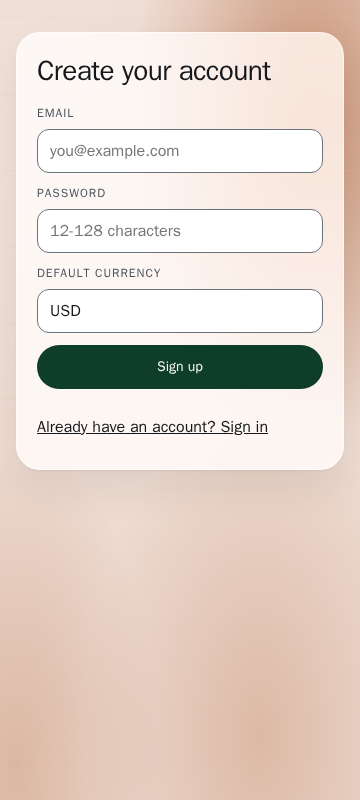 Create your account
EMAIL
you@example.com
PASSWORD
12-128 characters
DEFAULT CURRENCY
USD
Sign up
Already have an account? Sign in